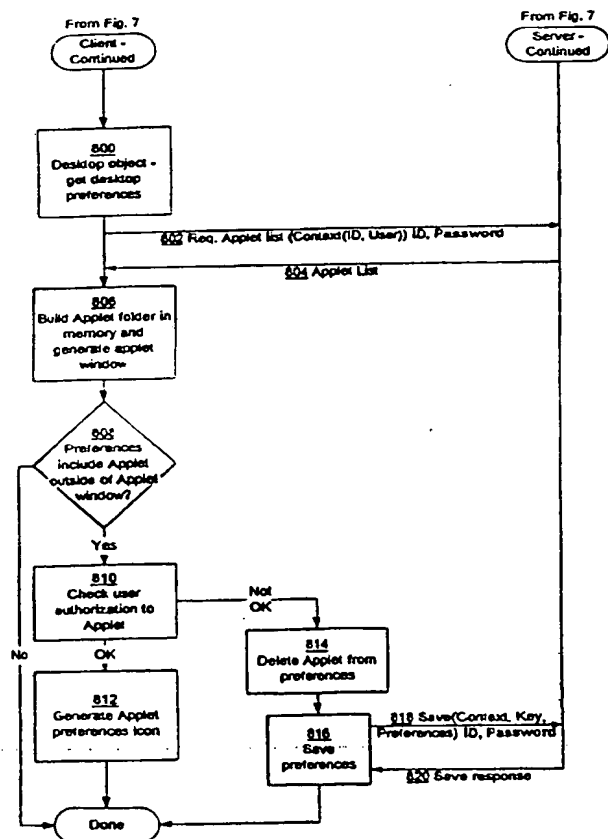 From Fig. 7
Client -
Continued
From Fig. 7
Server -
Continued
800
Desktop object -
get desktop
preferences
802 Req. Applet list (Context(ID, User)) ID, Password
804 Applet List
806
Build Applet folder in
memory and
generate applet
window
808
Preferences
include Applet
outside of Applet
window?
Yes
No
810
Check user
authorization to
Applet
Not
OK
OK
814
Delete Applet from
preferences
812
Generate Applet
preferences icon
816
Save
preferences
818 Save(Context, Key,
Preferences) ID, Password
820 Save response
Done